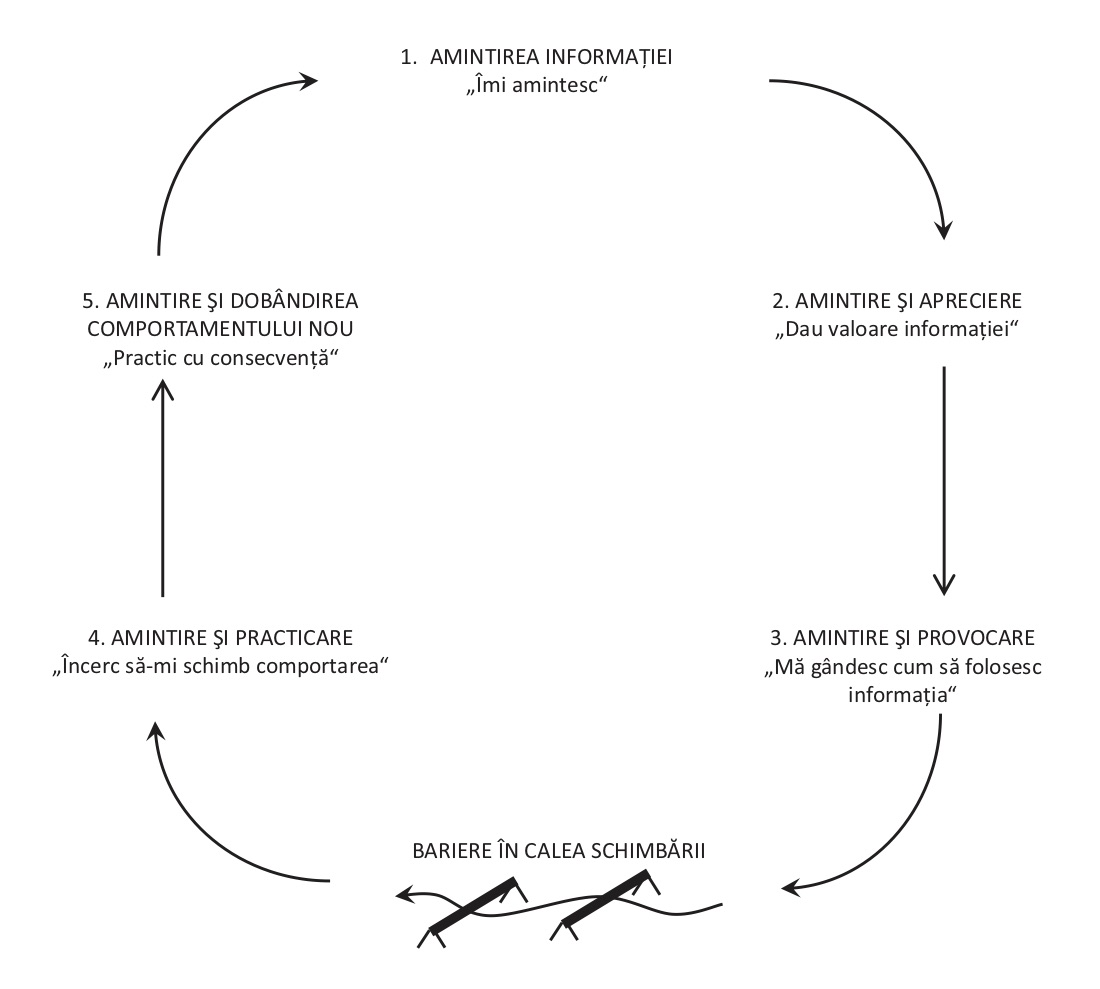 1. AMINTIREA INFORMAȚIEI
„Îmi amintesc“
2. AMINTIRE ŞI APRECIERE
„Dau valoare informației“
3. AMINTIRE ŞI PROVOCARE
„Mă gândesc cum să folosesc
informația“
BARIERE ÎN CALEA SCHIMBĂRII
4. AMINTIRE ŞI PRACTICARE
„Încerc să-mi schimb comportarea“
5. AMINTIRE ŞI DOBÂNDIREA
COMPORTAMENTULUI NOU
„Practic cu consecvență“